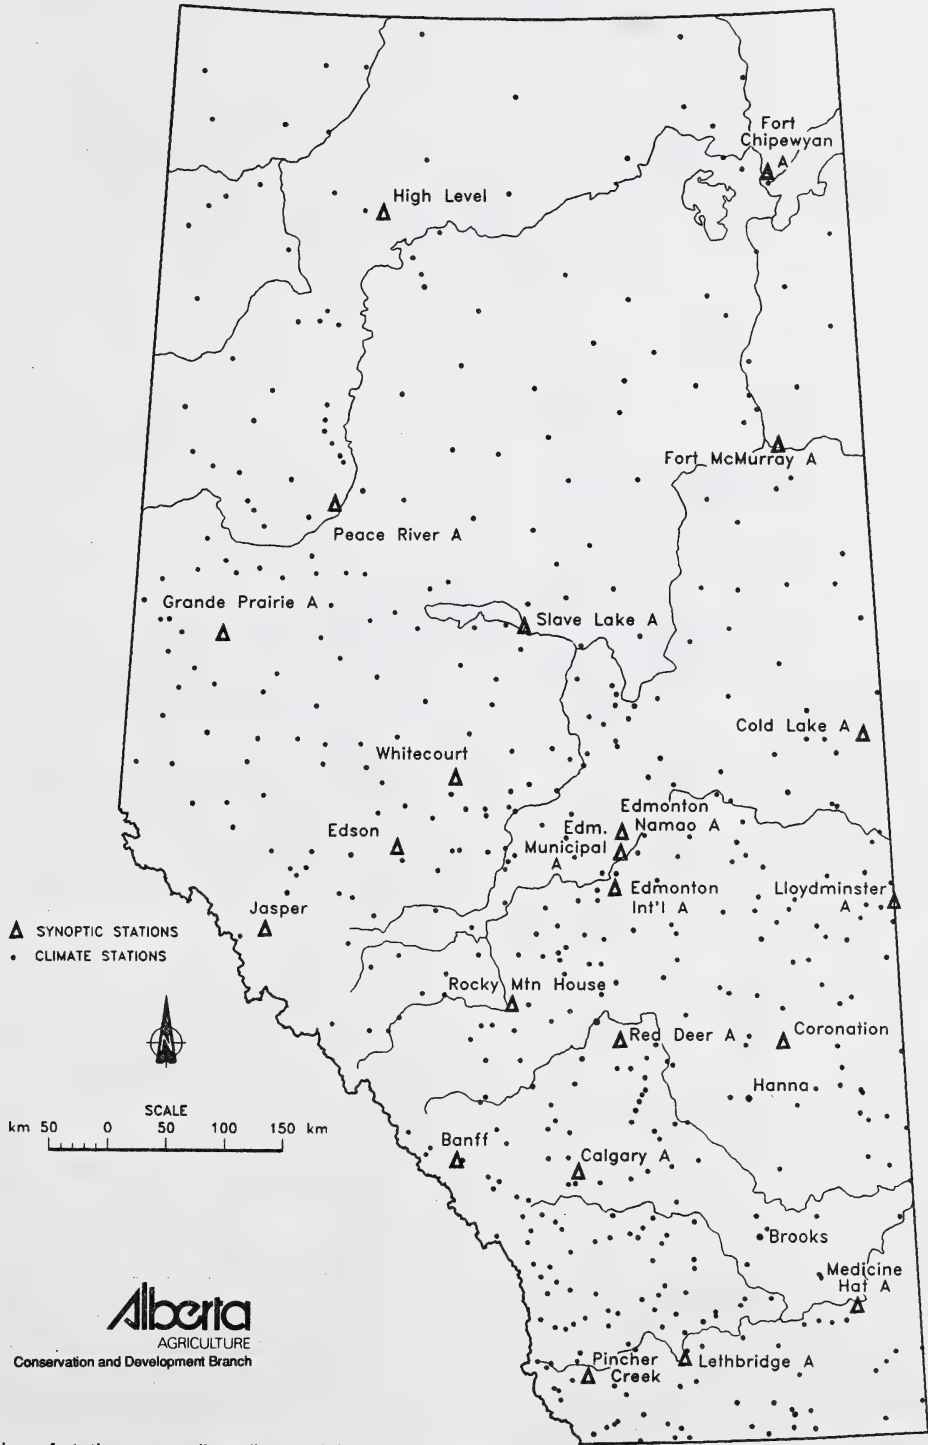 Fort
Chipewyan
A
High Level
Fort McMurray A
Peace River A
Grande Prairie A
Slave Lake A
Cold Lake A
Whitecourt
Edmonton
Namao A
Edm.
Municipal
A
Edson
Edmonton
Int'l A
Lloydminster
A
Jasper
SYNOPTIC STATIONS
CLIMATE STATIONS
Rocky Mtn House
Red Deer A
Coronation
Hanna
N
SCALE
km 50 0 50 100 150 km
Banff
Calgary A
Brooks
Medicine
Hat A
Alberta
AGRICULTURE
Conservation and Development Branch
Pincher
Creek
Lethbridge A